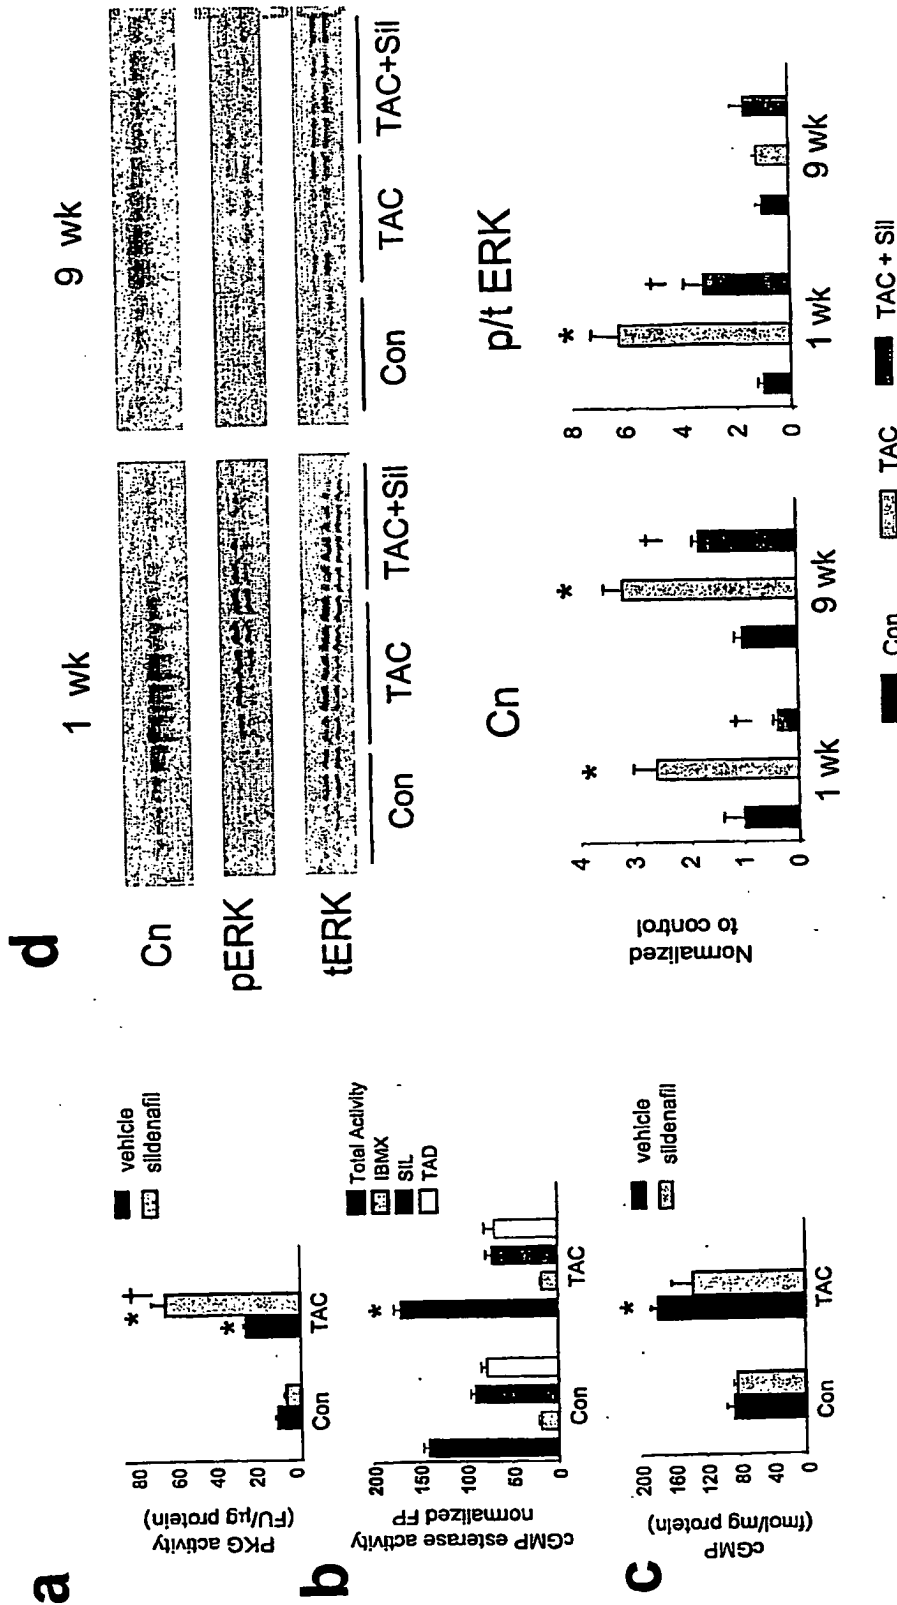 a
PKG activity
(FU/µg protein)
80
60
40
20
0
*
* †
Con
TAC
vehicle
sildenafil
b
cGMP esterase activity
normalized FP
200
150
100
50
0
*
Con
TAC
Total Activity
IBMX
SIL
TAD
c
cGMP
(fmol/mg protein)
200
160
120
80
40
0
*
Con
TAC
vehicle
sildenafil
d
1 wk
9 wk
Cn
pERK
tERK
Con
TAC
TAC+Sil
Con
TAC
TAC+Sil
Cn
Normalized
to control
4
3
2
1
0
*
†
*
†
1 wk
9 wk
p/t ERK
8
6
4
2
0
*
†
1 wk
9 wk
Con
TAC
TAC + Sil